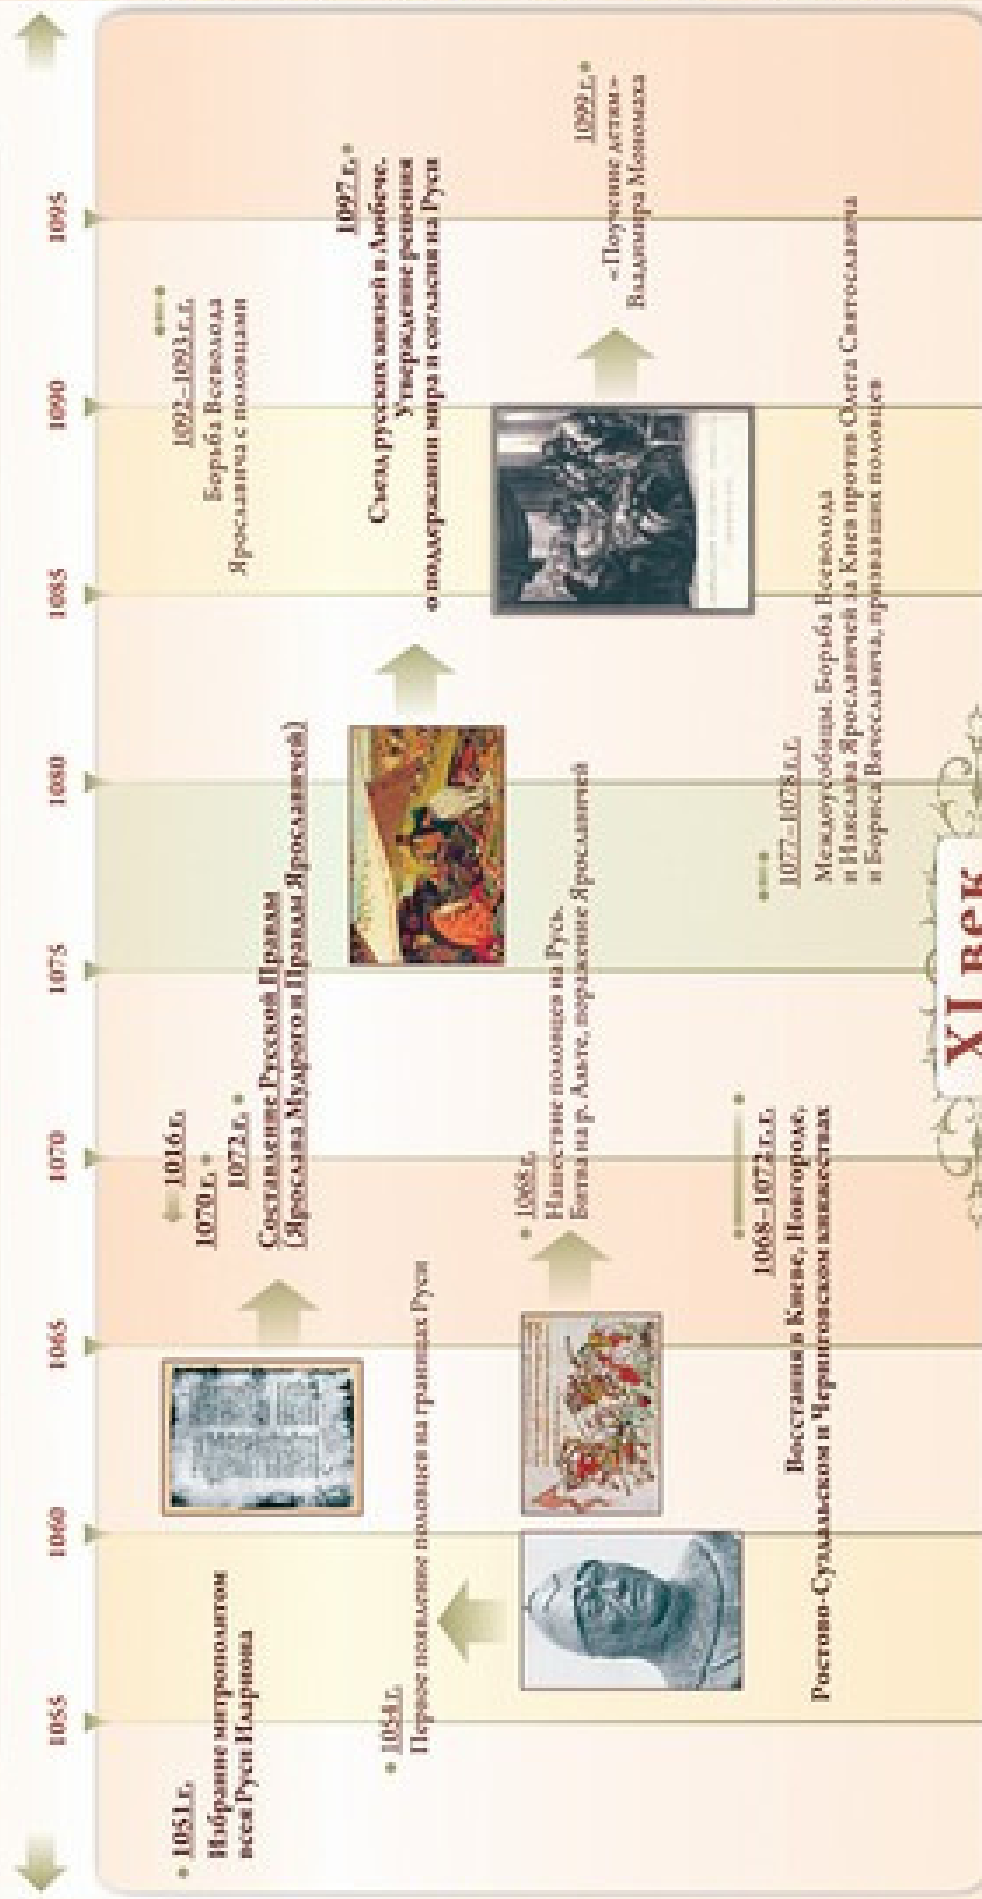 1055 1060 1065 1070 1075 1080 1085 1090 1095
1051 г.
Избрание митрополитом
всея Руси Илариона
1054 г.
Первое появление половцев на границах Руси
1016 г.
1070 г.
1072 г.
Составление Русской Правды
(Ярослава Мудрого и Правды Ярославичей)
1068 г.
Нашествие половцев на Русь.
Битва на р. Альте, поражение Ярославичей
1068–1072 г.г.
Восстания в Киеве, Новгороде,
Ростово-Суздальском и Черниговском княжествах
1077–1078 г.г.
Междоусобицы. Борьба Всеволода
и Изяслава Ярославичей за Киев против Олега Святославича
и Бориса Вячеславича, призвавших половцев
1092–1093 г.г.
Борьба Всеволода
Ярославича с половцами
1097 г.
Съезд русских князей в Любече.
Утверждение решения
о поддержании мира и согласия на Руси
1099 г.
«Поучение детям»
Владимира Мономаха
XI век